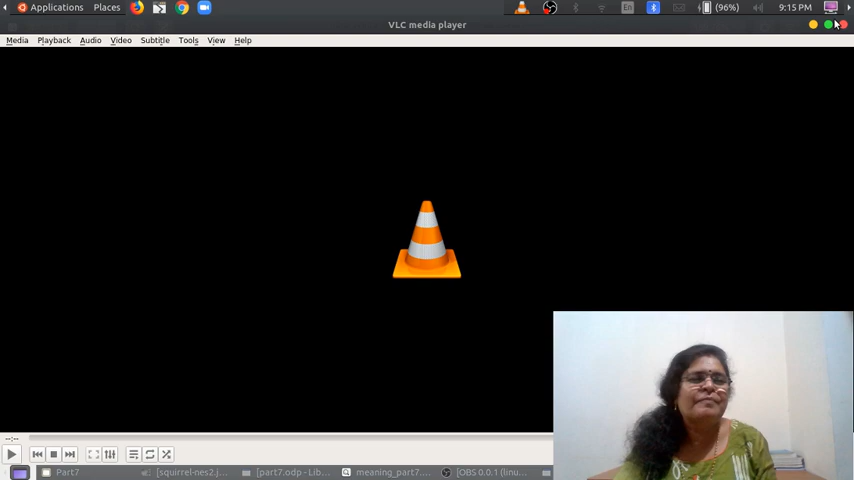 Applications Places En (96%) 9:15 PM
VLC media player
Media Playback Audio Video Subtitle Tools View Help
--:--
Part7 [squirrel-nes2.j... [part7.odp - Lib... meaning_part7.... [OBS 0.0.1 (linu...